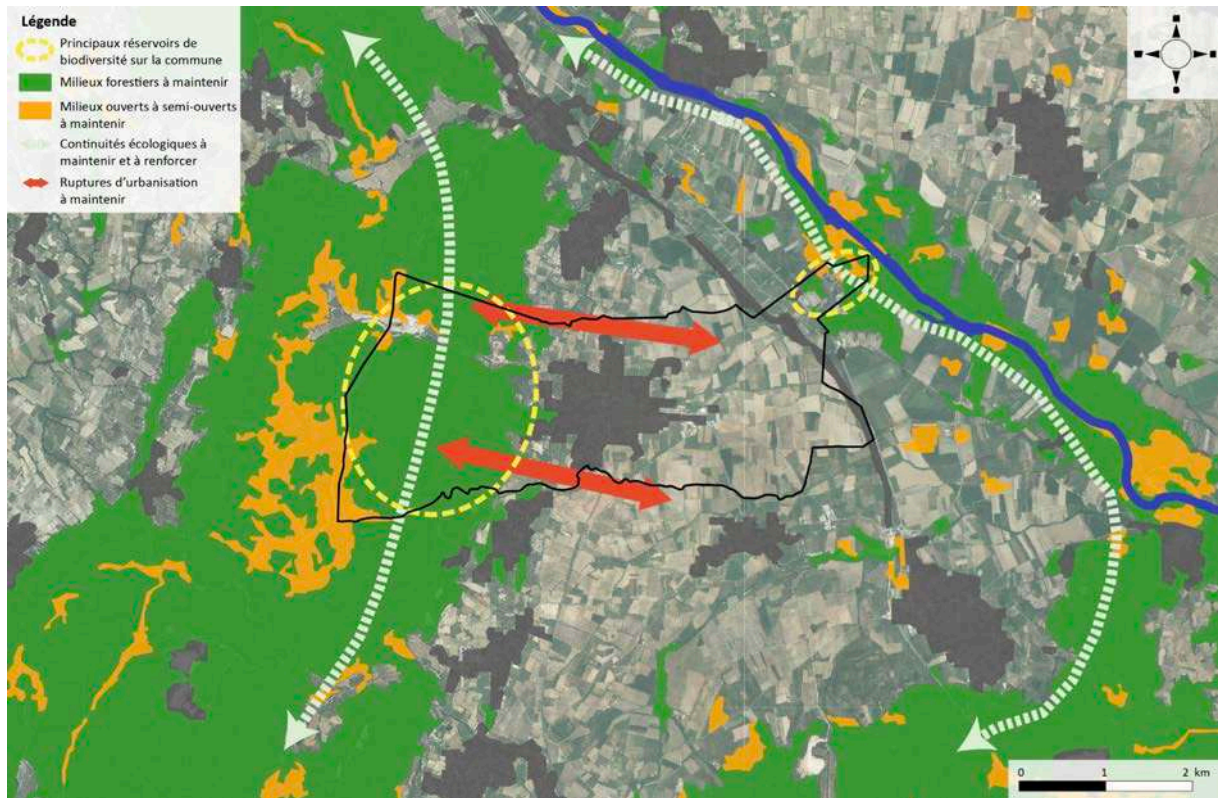 Légende
Principaux réservoirs de
biodiversité sur la commune
Milieux forestiers à maintenir
Milieux ouverts à semi-ouverts
à maintenir
Continuités écologiques à
maintenir et à renforcer
Ruptures d'urbanisation
à maintenir
0 1 2 km